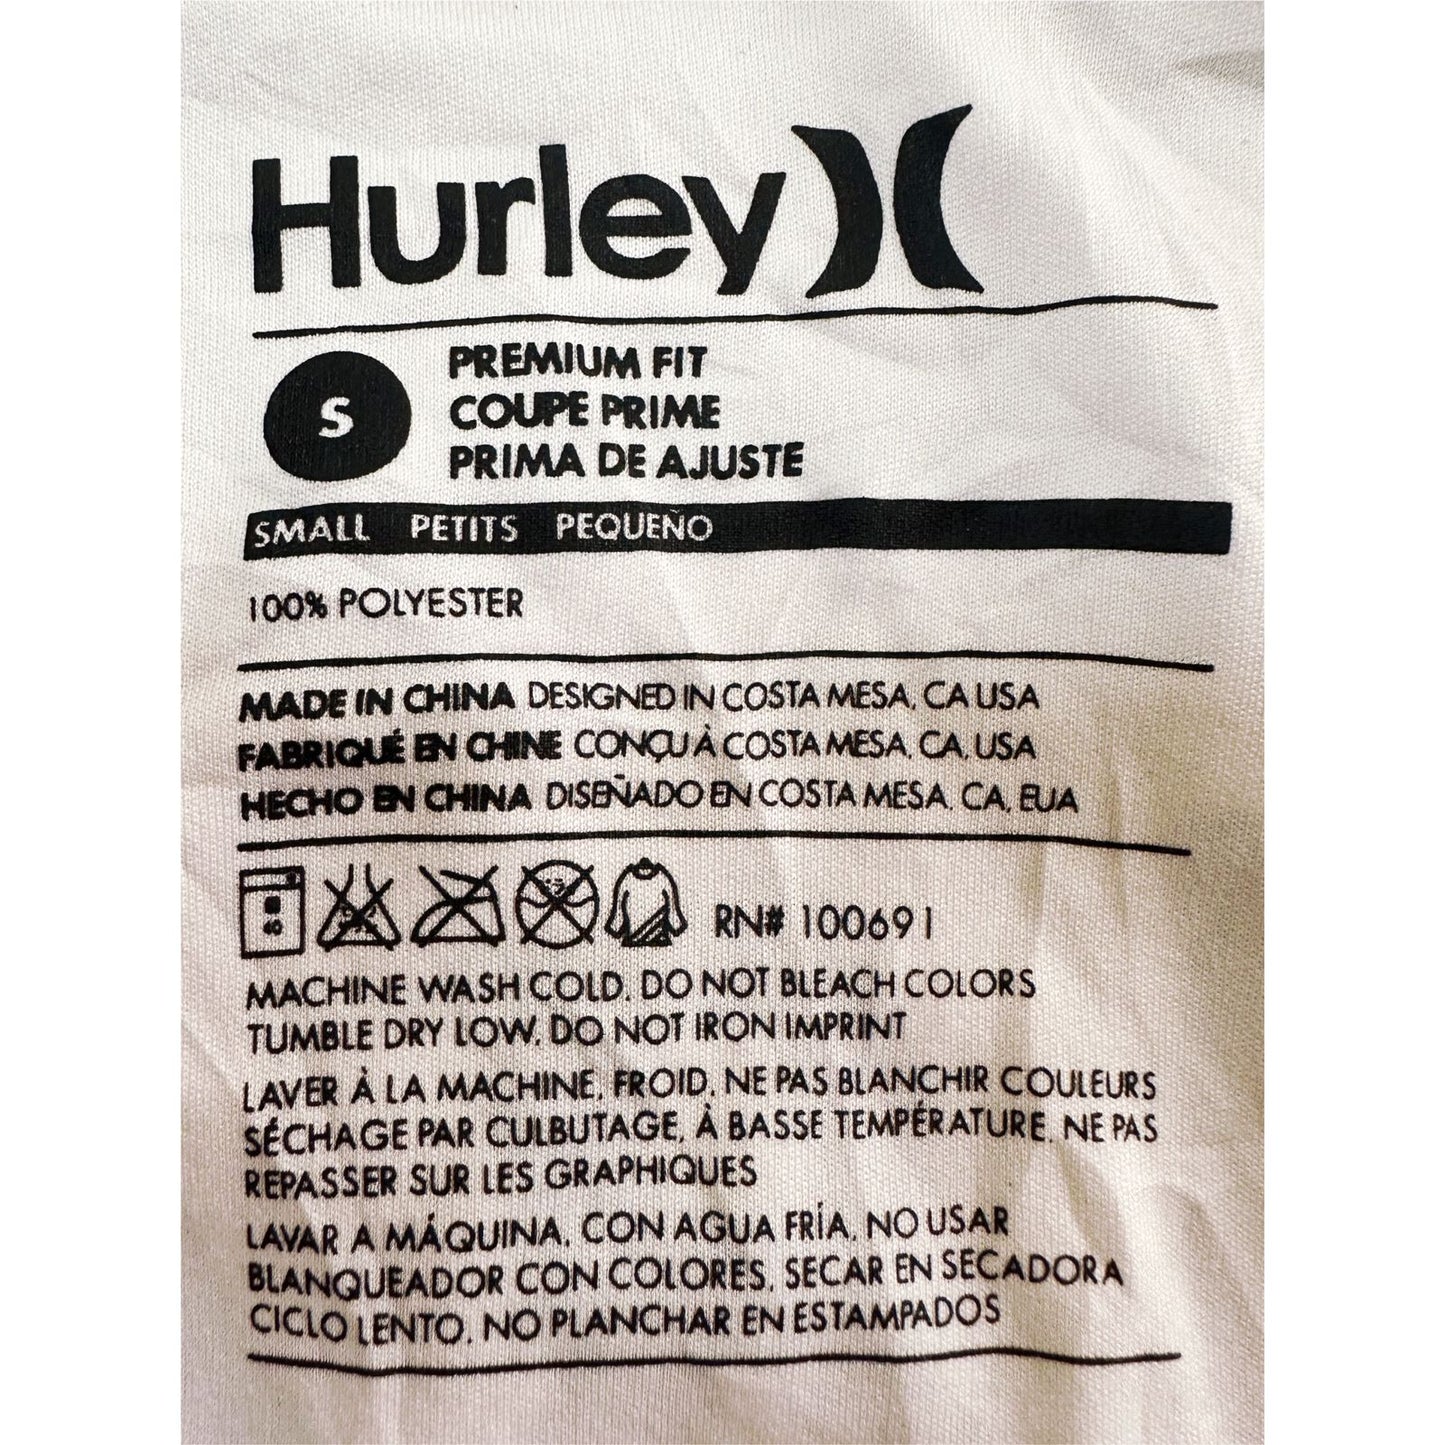 Hurley
S
PREMIUM FIT
COUPE PRIME
PRIMA DE AJUSTE
SMALL PETITS PEQUEÑO
100% POLYESTER
MADE IN CHINA DESIGNED IN COSTA MESA, CA USA
FABRIQUÉ EN CHINE CONÇU À COSTA MESA, CA, USA
HECHO EN CHINA DISEÑADO EN COSTA MESA, CA, EUA
40
RN# 100691
MACHINE WASH COLD, DO NOT BLEACH COLORS
TUMBLE DRY LOW, DO NOT IRON IMPRINT
LAVER À LA MACHINE, FROID, NE PAS BLANCHIR COULEURS
SÉCHAGE PAR CULBUTAGE, À BASSE TEMPÉRATURE, NE PAS
REPASSER SUR LES GRAPHIQUES
LAVAR A MÁQUINA, CON AGUA FRÍA, NO USAR
BLANQUEADOR CON COLORES, SECAR EN SECADORA
CICLO LENTO, NO PLANCHAR EN ESTAMPADOS